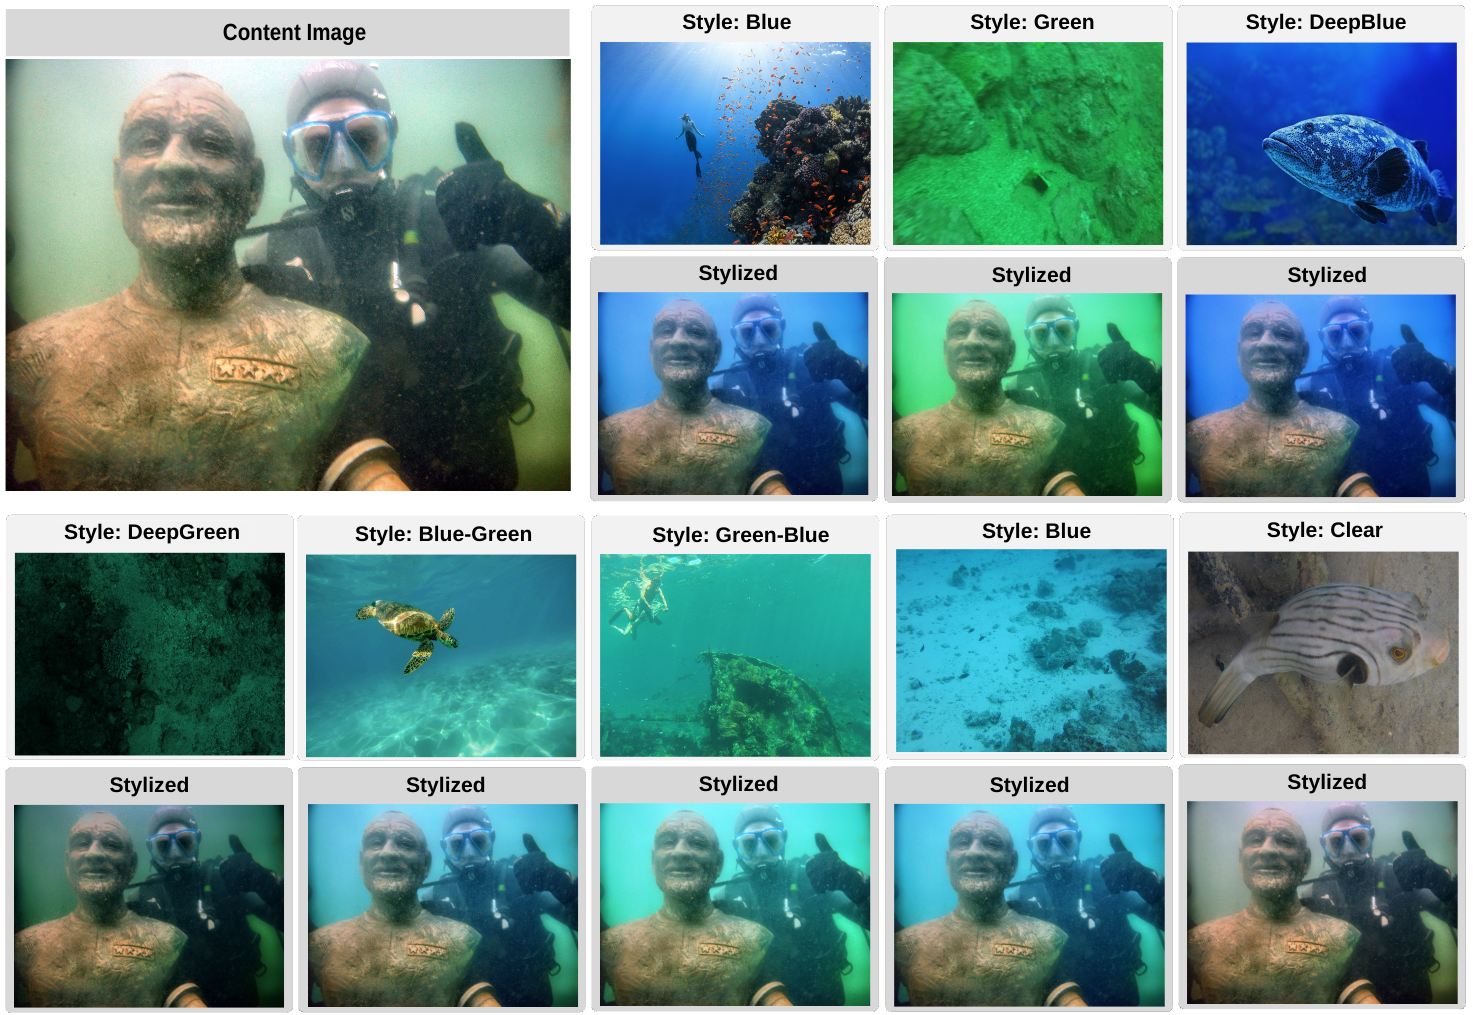 Content Image
Style: Blue
Style: Green
Style: DeepBlue
Stylized
Stylized
Stylized
Style: DeepGreen
Style: Blue-Green
Style: Green-Blue
Style: Blue
Style: Clear
Stylized
Stylized
Stylized
Stylized
Stylized